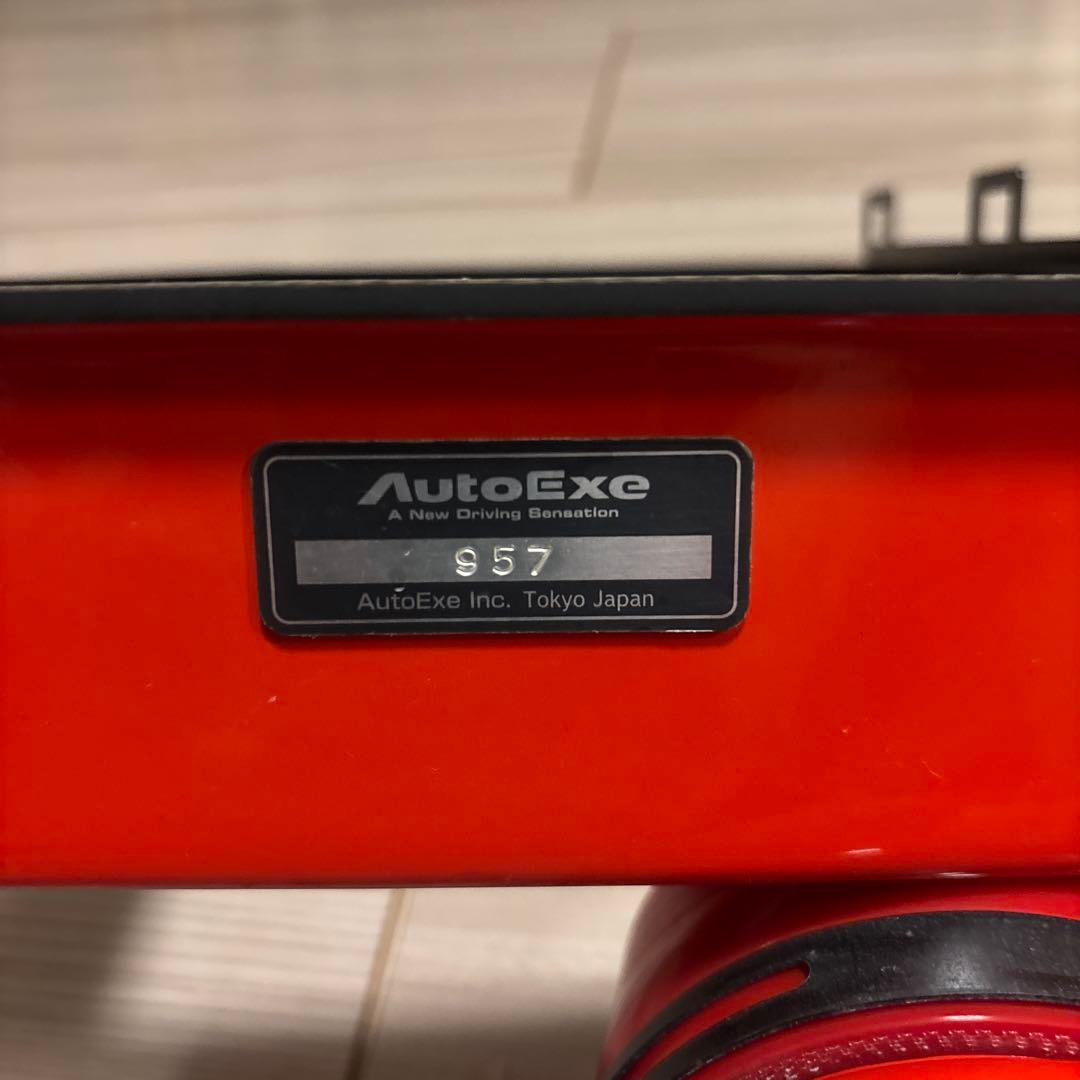 AutoExe
A New Driving Sensation
957
AutoExe Inc. Tokyo Japan